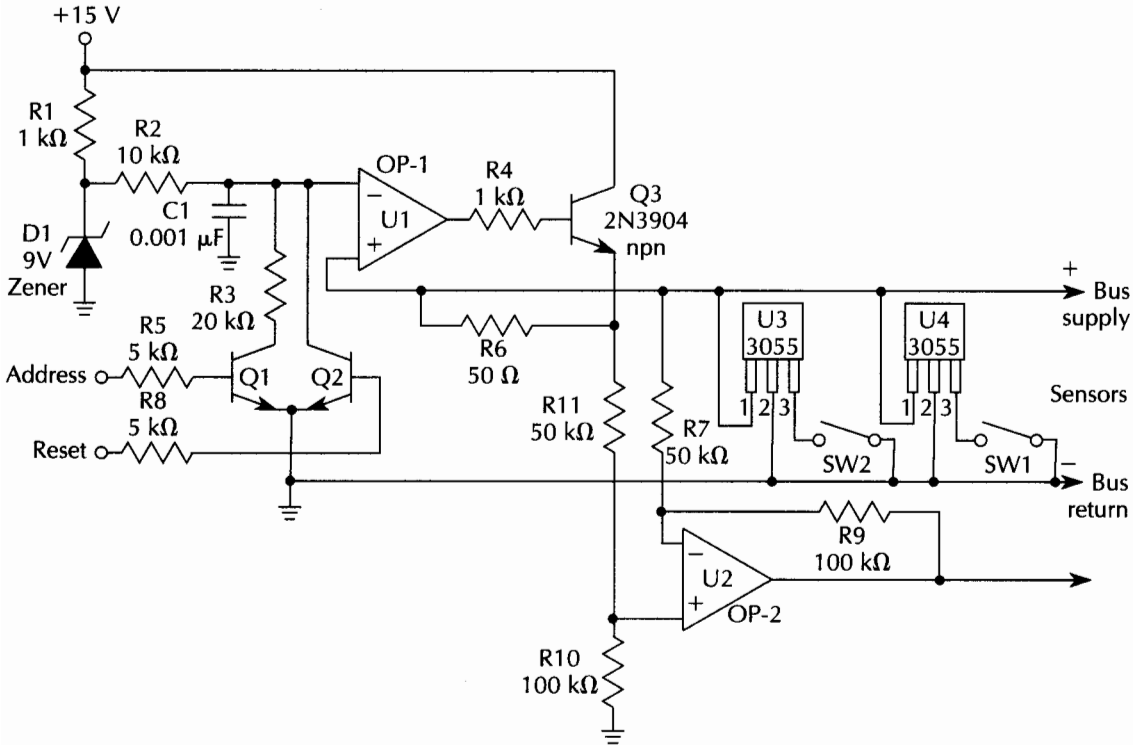 +15 V
R1
1 kΩ
R2
10 kΩ
C1
0.001 μF
D1
9V
Zener
OP-1
−
U1
+
R4
1 kΩ
Q3
2N3904
npn
R3
20 kΩ
R5
5 kΩ
Address
Q1
Q2
R8
5 kΩ
Reset
R6
50 Ω
R11
50 kΩ
R7
50 kΩ
U3
3055
1 2 3
SW2
U4
3055
1 2 3
SW1
+
Bus
supply
Sensors
−
Bus
return
R9
100 kΩ
−
U2
+
OP-2
R10
100 kΩ